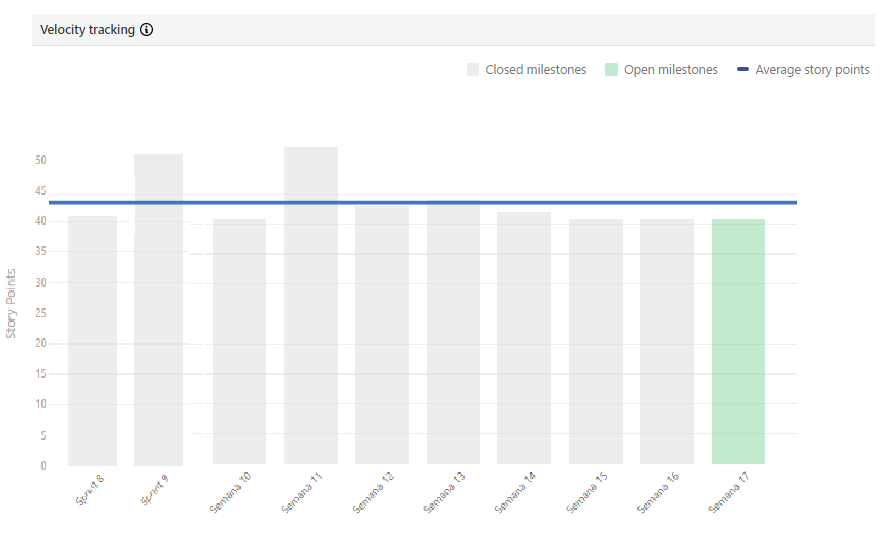 Velocity tracking
Closed milestones
Open milestones
Average story points
50
45
40
35
30
25
20
15
10
5
0
Story Points
Sprint 8
Sprint 9
Semana 10
Semana 11
Semana 12
Semana 13
Semana 14
Semana 15
Semana 16
Semana 17